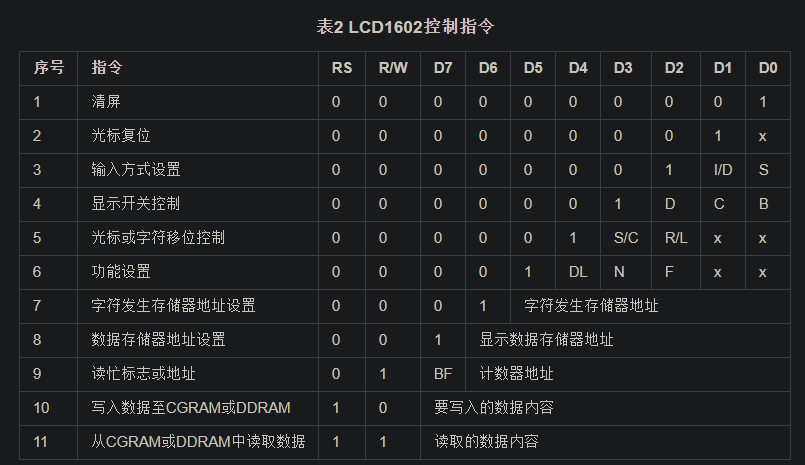 表2 LCD1602控制指令
序号 指令 RS R/W D7 D6 D5 D4 D3 D2 D1 D0
1 清屏 0 0 0 0 0 0 0 0 0 1
2 光标复位 0 0 0 0 0 0 0 0 1 x
3 输入方式设置 0 0 0 0 0 0 0 1 I/D S
4 显示开关控制 0 0 0 0 0 0 1 D C B
5 光标或字符移位控制 0 0 0 0 0 1 S/C R/L x x
6 功能设置 0 0 0 0 1 DL N F x x
7 字符发生存储器地址设置 0 0 0 1 字符发生存储器地址
8 数据存储器地址设置 0 0 1 显示数据存储器地址
9 读忙标志或地址 0 1 BF 计数器地址
10 写入数据至CGRAM或DDRAM 1 0 要写入的数据内容
11 从CGRAM或DDRAM中读取数据 1 1 读取的数据内容